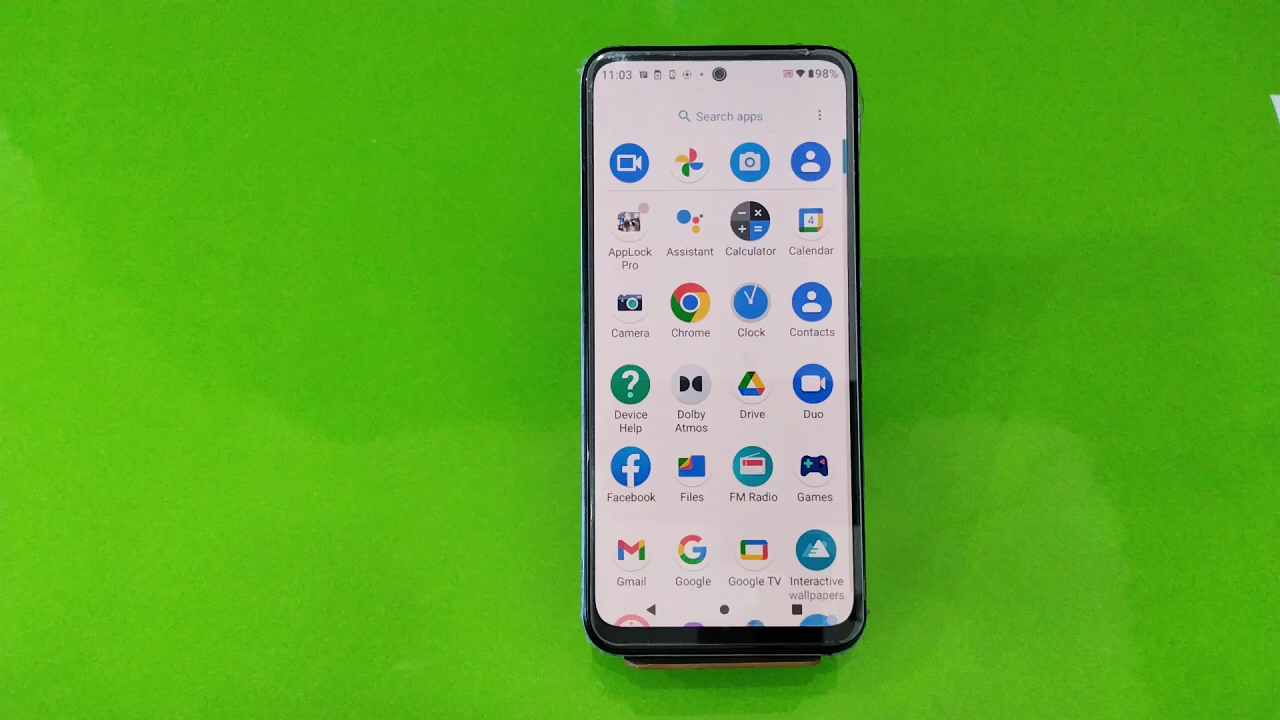 11:03 98%
Search apps
4
AppLock Pro
Assistant
Calculator
Calendar
Camera
Chrome
Clock
Contacts
Device Help
Dolby Atmos
Drive
Duo
Facebook
Files
FM Radio
Games
Gmail
Google
Google TV
Interactive wallpapers